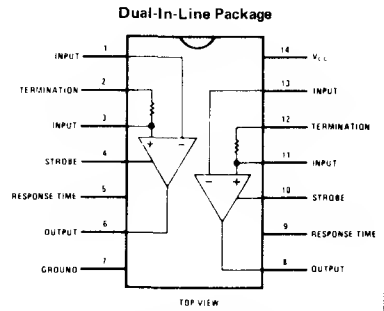 Dual-In-Line Package
1 INPUT
2 TERMINATION
3 INPUT
4 STROBE
5 RESPONSE TIME
6 OUTPUT
7 GROUND
14 VCC
13 INPUT
12 TERMINATION
11 INPUT
10 STROBE
9 RESPONSE TIME
8 OUTPUT
+ -
- +
TOP VIEW